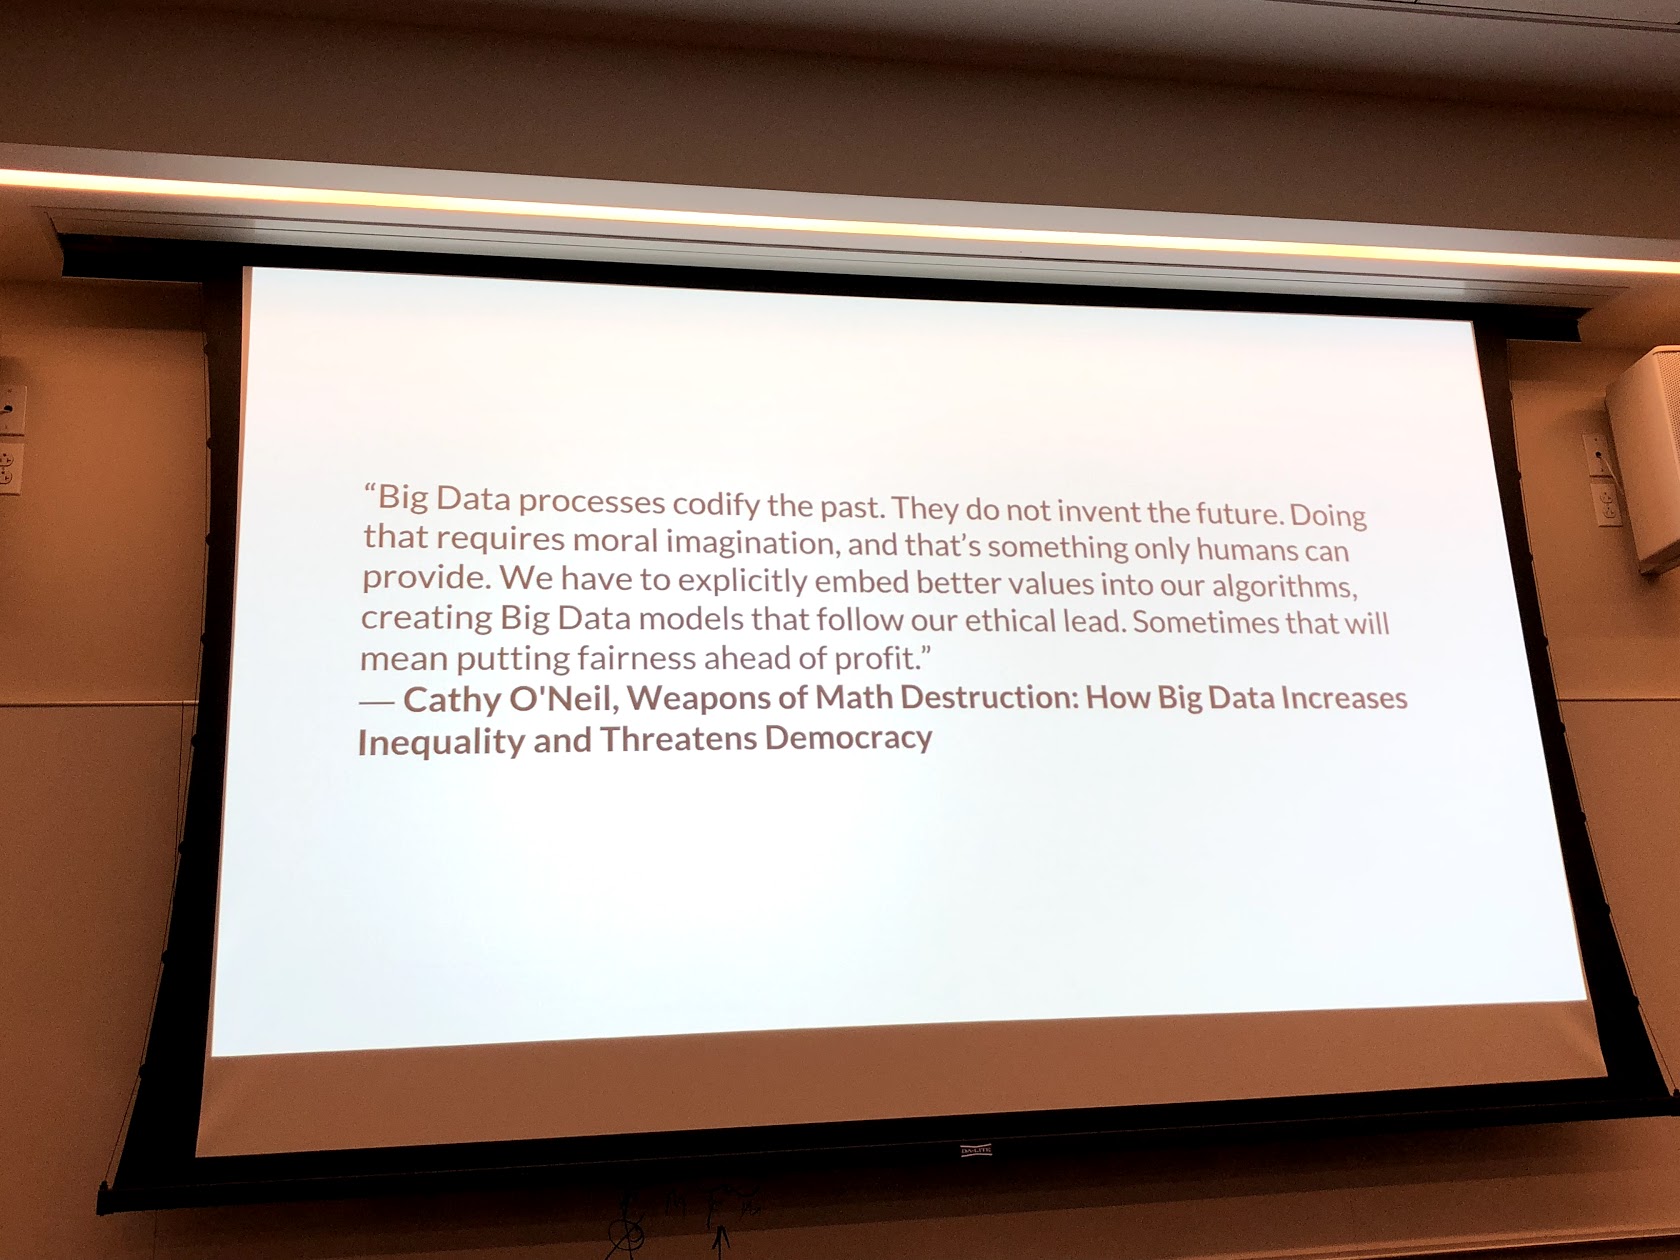 “Big Data processes codify the past. They do not invent the future. Doing
that requires moral imagination, and that’s something only humans can
provide. We have to explicitly embed better values into our algorithms,
creating Big Data models that follow our ethical lead. Sometimes that will
mean putting fairness ahead of profit.”
— Cathy O'Neil, Weapons of Math Destruction: How Big Data Increases
Inequality and Threatens Democracy
DA-LITE